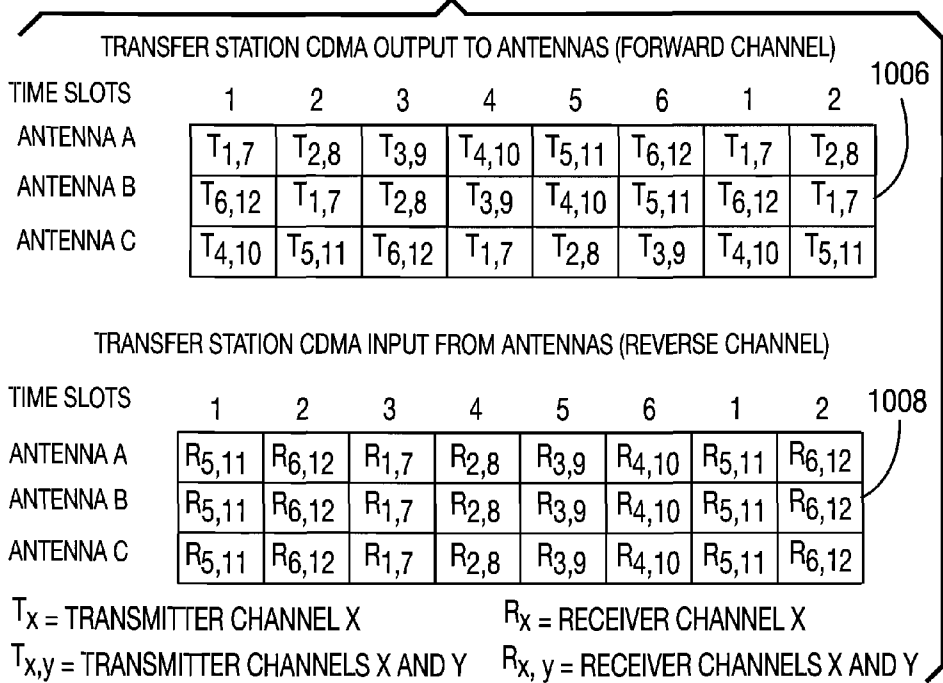 TRANSFER STATION CDMA OUTPUT TO ANTENNAS (FORWARD CHANNEL)
1006
TIME SLOTS 1 2 3 4 5 6 1 2
ANTENNA A T1,7 T2,8 T3,9 T4,10 T5,11 T6,12 T1,7 T2,8
ANTENNA B T6,12 T1,7 T2,8 T3,9 T4,10 T5,11 T6,12 T1,7
ANTENNA C T4,10 T5,11 T6,12 T1,7 T2,8 T3,9 T4,10 T5,11
TRANSFER STATION CDMA INPUT FROM ANTENNAS (REVERSE CHANNEL)
TIME SLOTS 1 2 3 4 5 6 1 2 1008
ANTENNA A R5,11 R6,12 R1,7 R2,8 R3,9 R4,10 R5,11 R6,12
ANTENNA B R5,11 R6,12 R1,7 R2,8 R3,9 R4,10 R5,11 R6,12
ANTENNA C R5,11 R6,12 R1,7 R2,8 R3,9 R4,10 R5,11 R6,12
TX = TRANSMITTER CHANNEL X RX = RECEIVER CHANNEL X
TX,y = TRANSMITTER CHANNELS X AND Y RX, y = RECEIVER CHANNELS X AND Y